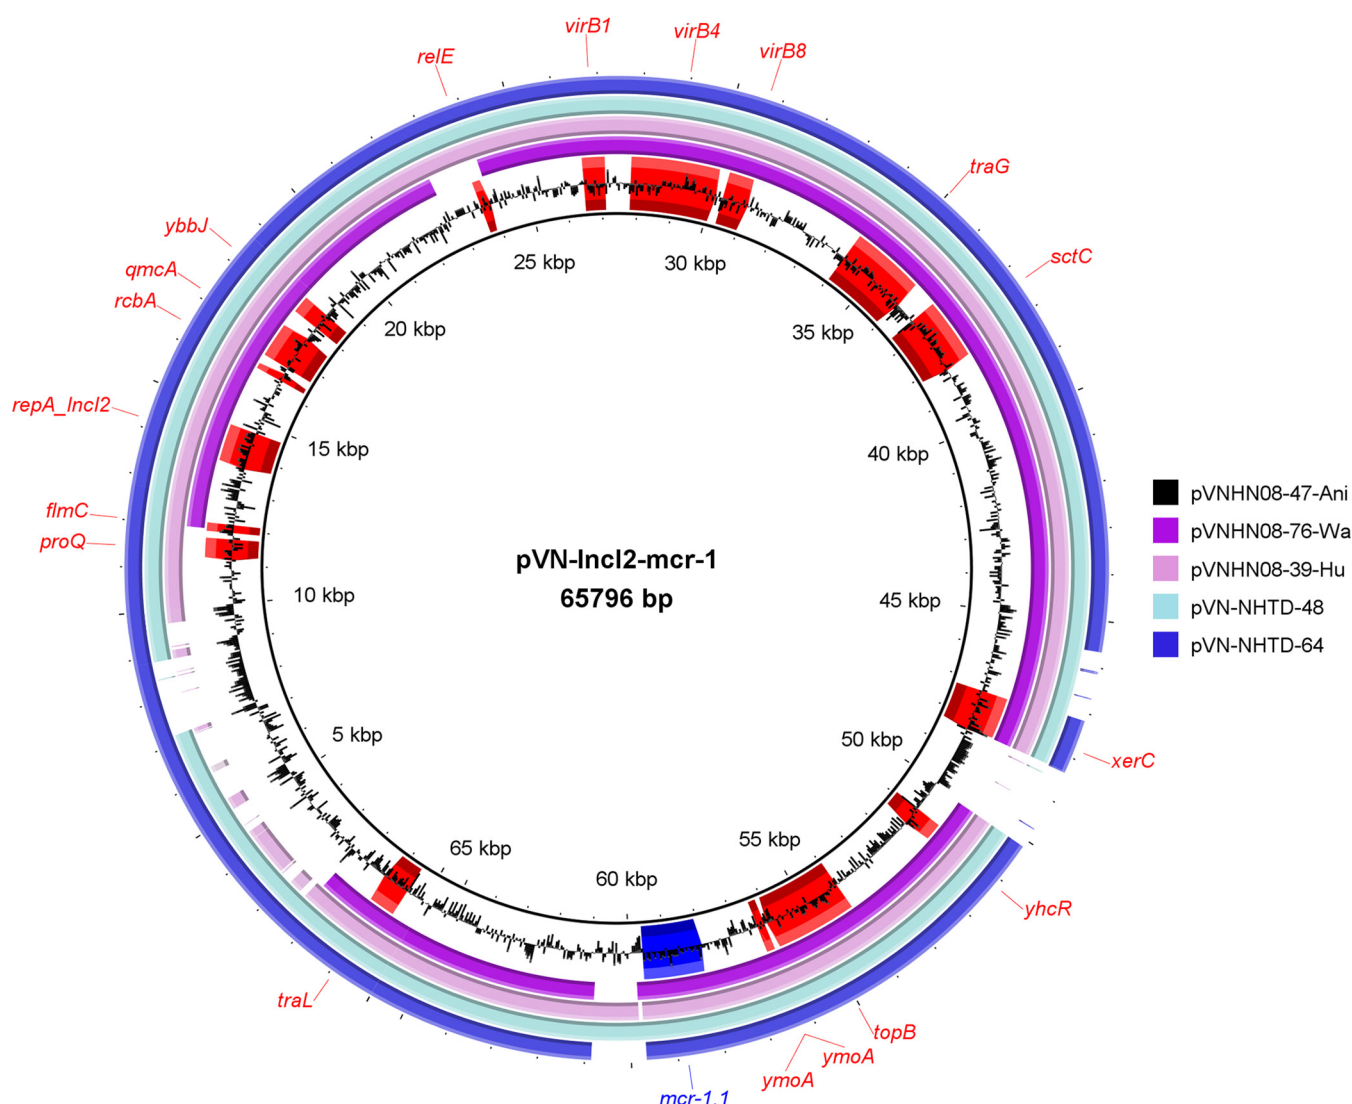 virB1
virB4
virB8
relE
traG
sctC
ybbJ
qmcA
rcbA
repA_IncI2
flmC
proQ
25 kbp
30 kbp
20 kbp
35 kbp
15 kbp
40 kbp
10 kbp
45 kbp
5 kbp
50 kbp
65 kbp
60 kbp
55 kbp
pVN-IncI2-mcr-1
65796 bp
pVNHN08-47-Ani
pVNHN08-76-Wa
pVNHN08-39-Hu
pVN-NHTD-48
pVN-NHTD-64
xerC
yhcR
traL
topB
ymoA
ymoA
mcr-1.1